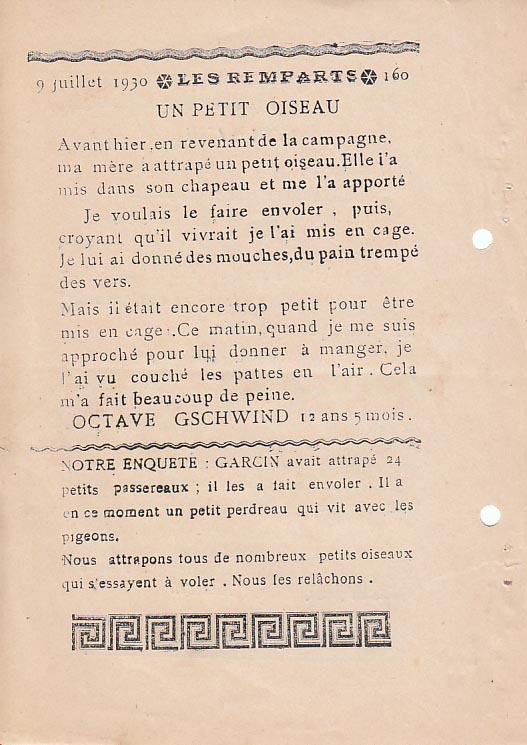 9 juillet 1930 LES REMPARTS 160
UN PETIT OISEAU
Avant hier .en revenant de la campagne,
ma mère a attrapé un petit oiseau.Elle i'a
mis dans son chapeau et me l'a apporté
Je voulais le faire envoler , puis,
croyant qu'il vivrait je l'ai mis en cage.
Je lui ai donné des mouches,du pain trempé
des vers.
Mais ii était encore trop petit pour être
mis en cage .Ce matin,quand je me suis
approché pour lui donner à manger, je
l'ai vu couché les pattes en l'air . Cela
m'a fait beaucoup de peine.
OCTAVE GSCHWIND 12 ans 5 mois.
NOTRE ENQUETE : GARCIN avait attrapé 24
petits passereaux ; il les a fait envoler . Il a
en ce moment un petit perdreau qui vit avec les
pigeons.
Nous attrapons tous de nombreux petits oiseaux
qui s'essayent à voler . Nous les relâchons .